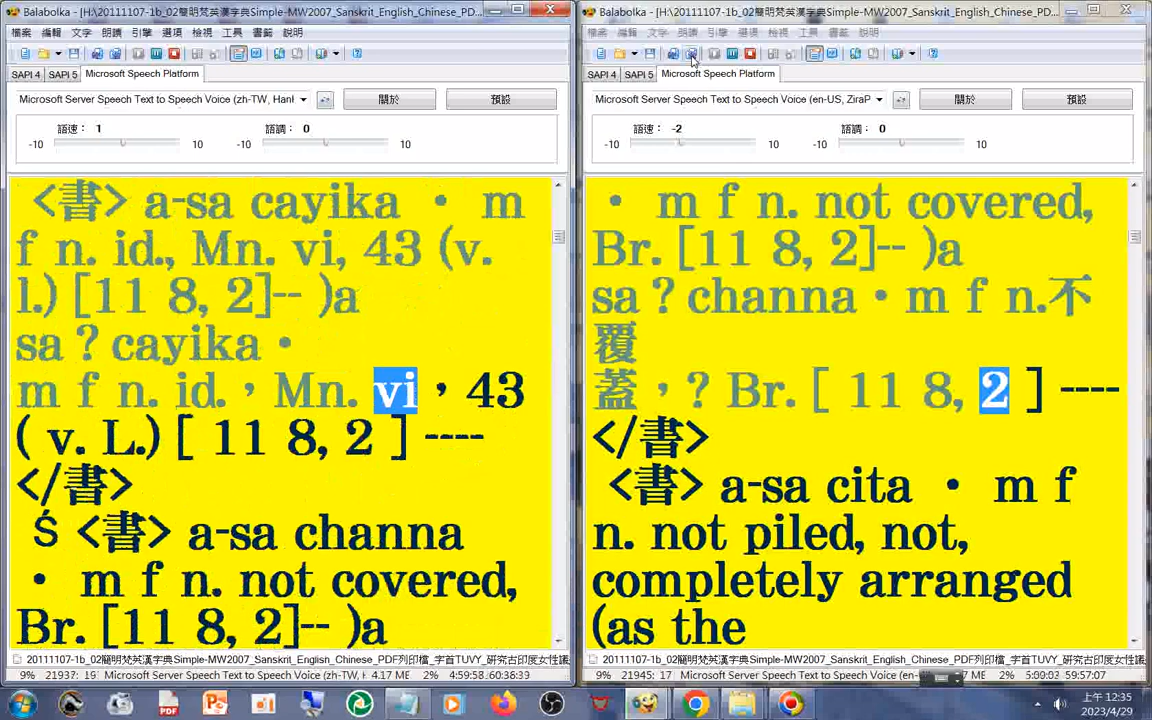 Balabolka - [H:\20111107-1b_02簡明梵英漢字典Simple-MW2007_Sanskrit_English_Chinese_PD...
檔案 編輯 文字 朗讀 引擎 選項 檢視 工具 書籤 說明
SAPI 4 SAPI 5 Microsoft Speech Platform
Microsoft Server Speech Text to Speech Voice (zh-TW, Han
關於 預設
語速： 1 語調： 0
-10 10 -10 10
<書> a-sa cayika • m
f n. id., Mn. vi, 43 (v.
l.) [11 8, 2]-- )a
sa？cayika •
m f n. id.，Mn. vi，43
( v. L.) [ 11 8, 2 ] ----
</書>
Ś <書> a-sa channa
• m f n. not covered,
Br. [11 8, 2]-- )a
20111107-1b_02簡明梵英漢字典Simple-MW2007_Sanskrit_English_Chinese_PDF列印檔_字首TUVY_研究古印度女性議
9% 21937: 1 Microsoft Server Speech Text to Speech Voice (zh-TW, 4.17 ME 2% 4:59:58 60:36:39
Balabolka - [H:\20111107-1b_02簡明梵英漢字典Simple-MW2007_Sanskrit_English_Chinese_PDF...
檔案 編輯 文字 朗讀 引擎 選項 檢視 工具 書籤 說明
SAPI 4 SAPI 5 Microsoft Speech Platform
Microsoft Server Speech Text to Speech Voice (en-US, ZiraP
關於 預設
語速： -2 語調： 0
-10 10 -10 10
• m f n. not covered,
Br. [11 8, 2]-- )a
sa？channa • m f n.不
覆
蓋，? Br. [ 11 8, 2 ] ----
</書>
<書> a-sa cita • m f
n. not piled, not,
completely arranged
(as the
20111107-1b_02簡明梵英漢字典Simple-MW2007_Sanskrit_English_Chinese_PDF列印檔_字首TUVY_研究古印度女性議
9% 21945: 17 Microsoft Server Speech Text to Speech Voice 4.17 ME 2% 59:57:07
上午 12:35
2023/4/29